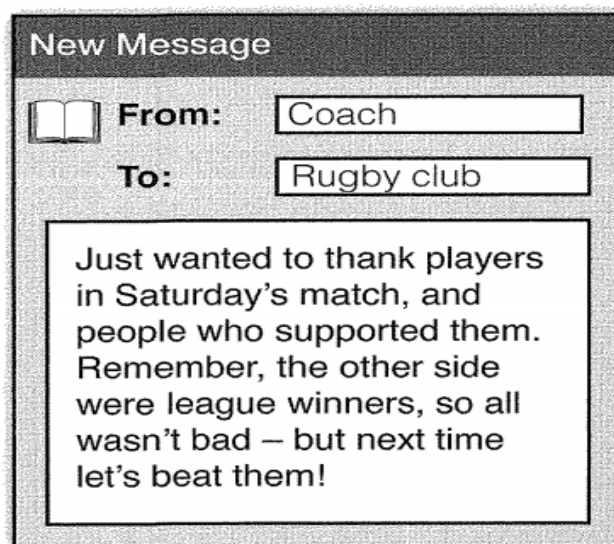 New Message
From: Coach
To: Rugby club
Just wanted to thank players
in Saturday’s match, and
people who supported them.
Remember, the other side
were league winners, so all
wasn’t bad – but next time
let’s beat them!